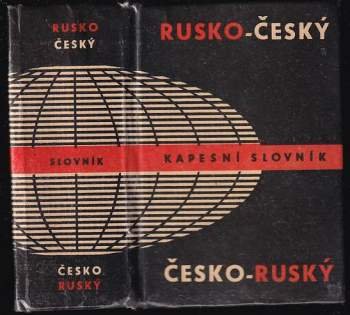 RUSKO
ČESKÝ
SLOVNÍK
ČESKO
RUSKÝ
RUSKO-ČESKÝ
KAPESNÍ SLOVNÍK
ČESKO-RUSKÝ